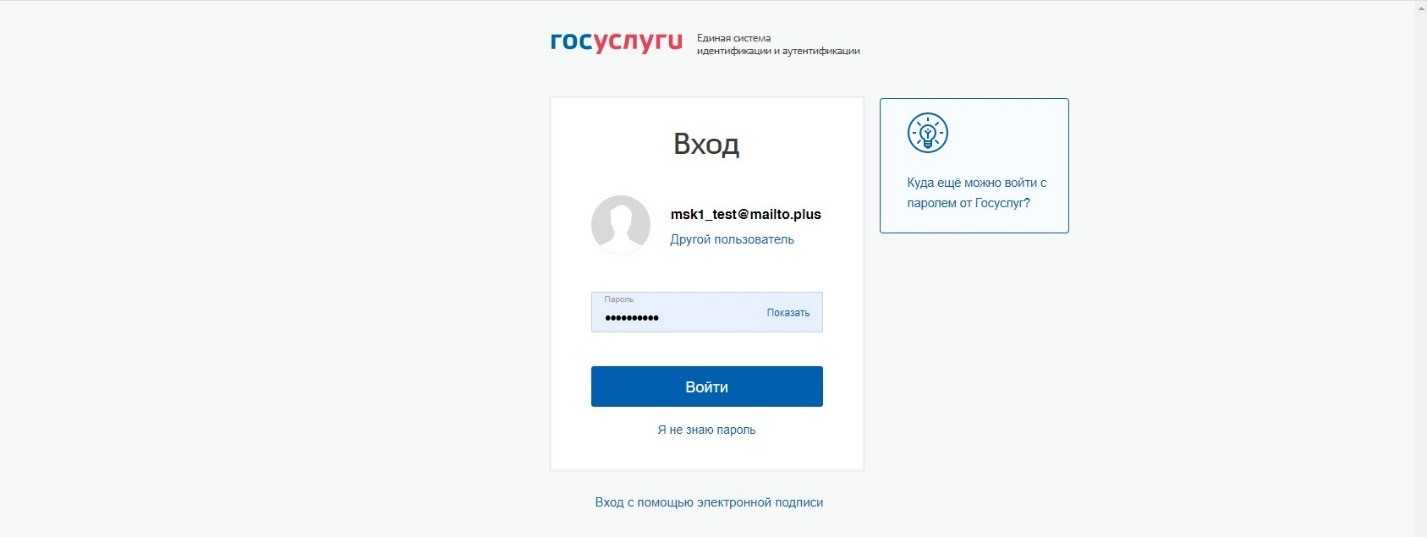 госуслуги
Единая система
идентификации и аутентификации
Вход
msk1_test@mailto.plus
Другой пользователь
Пароль
••••••••••
Показать
Войти
Я не знаю пароль
Вход с помощью электронной подписи
Куда ещё можно войти с
паролем от Госуслуг?